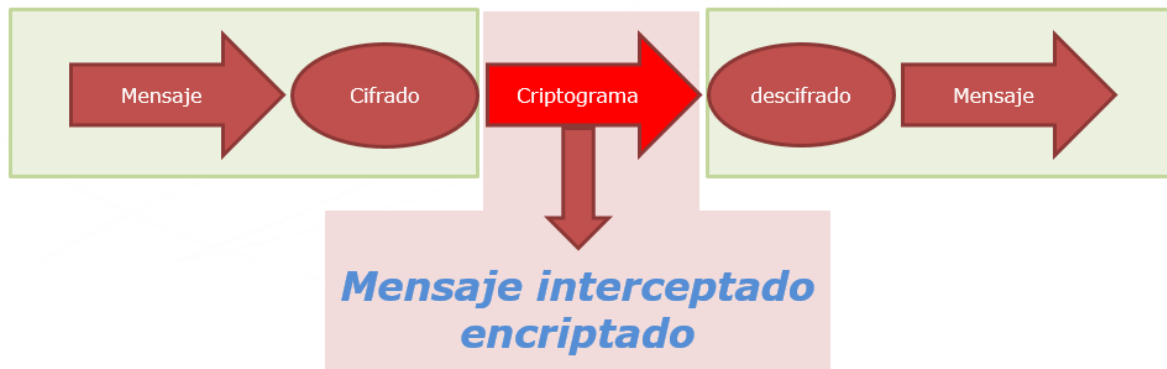 Mensaje
Cifrado
Criptograma
descifrado
Mensaje
Mensaje interceptado
encriptado